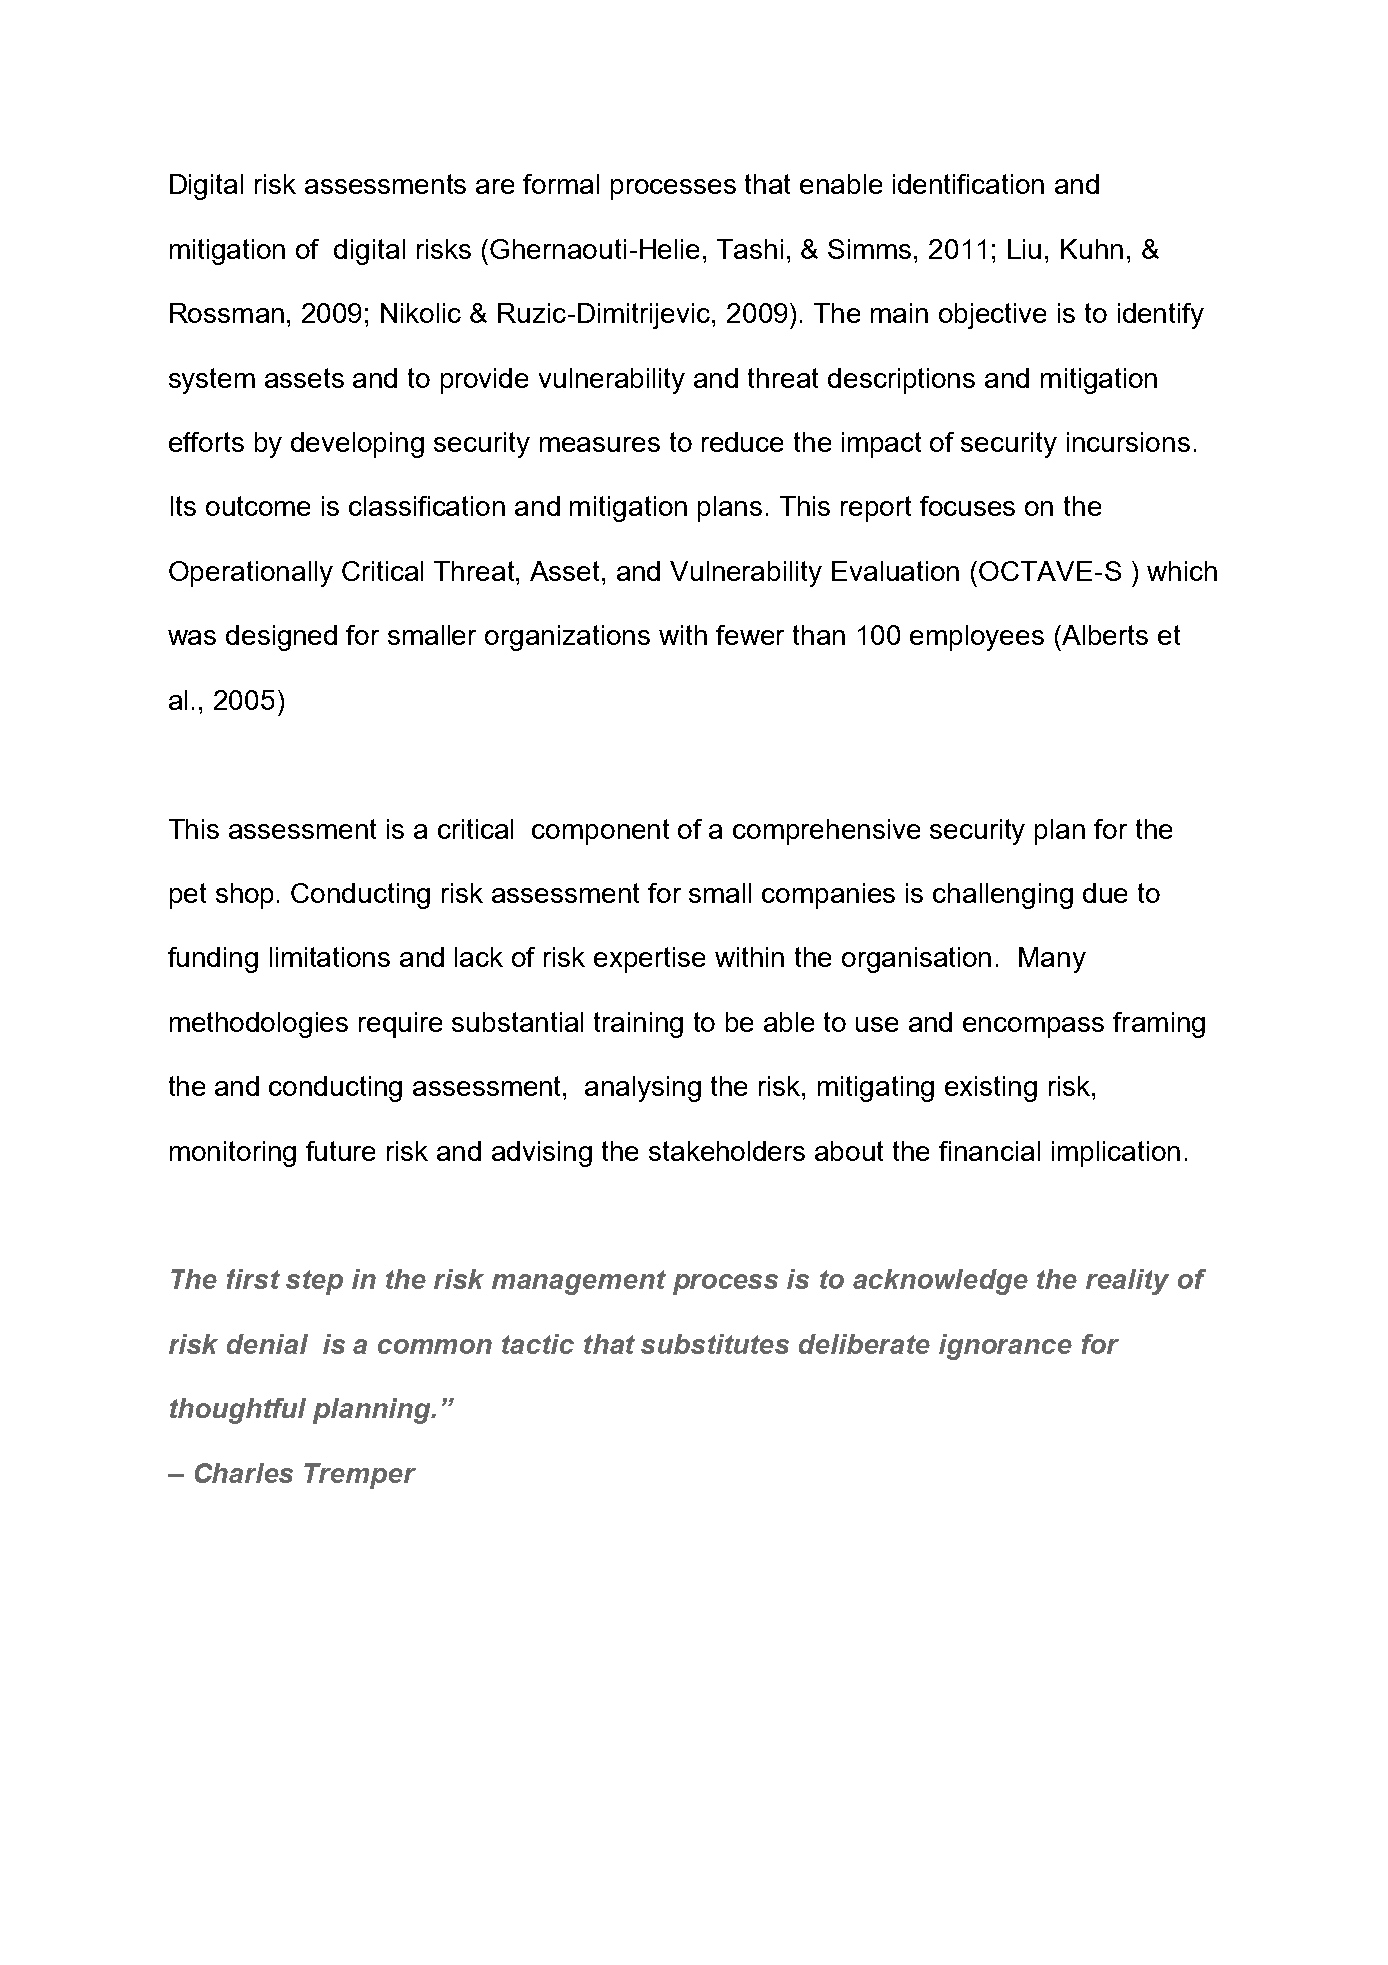 Digital risk assessments are formal processes that enable identification and
mitigation of  digital risks (Ghernaouti-Helie, Tashi, & Simms, 2011; Liu, Kuhn, &
Rossman, 2009; Nikolic & Ruzic-Dimitrijevic, 2009). The main objective is to identify
system assets and to provide vulnerability and threat descriptions and mitigation
efforts by developing security measures to reduce the impact of security incursions.
Its outcome is classification and mitigation plans. This report focuses on the
Operationally Critical Threat, Asset, and Vulnerability Evaluation (OCTAVE-S ) which
was designed for smaller organizations with fewer than 100 employees (Alberts et
al., 2005)
This assessment is a critical  component of a comprehensive security plan for the
pet shop. Conducting risk assessment for small companies is challenging due to
funding limitations and lack of risk expertise within the organisation.  Many
methodologies require substantial training to be able to use and encompass framing
the and conducting assessment,  analysing the risk, mitigating existing risk,
monitoring future risk and advising the stakeholders about the financial implication.
The first step in the risk management process is to acknowledge the reality of
risk denial  is a common tactic that substitutes deliberate ignorance for
thoughtful planning.”
– Charles Tremper